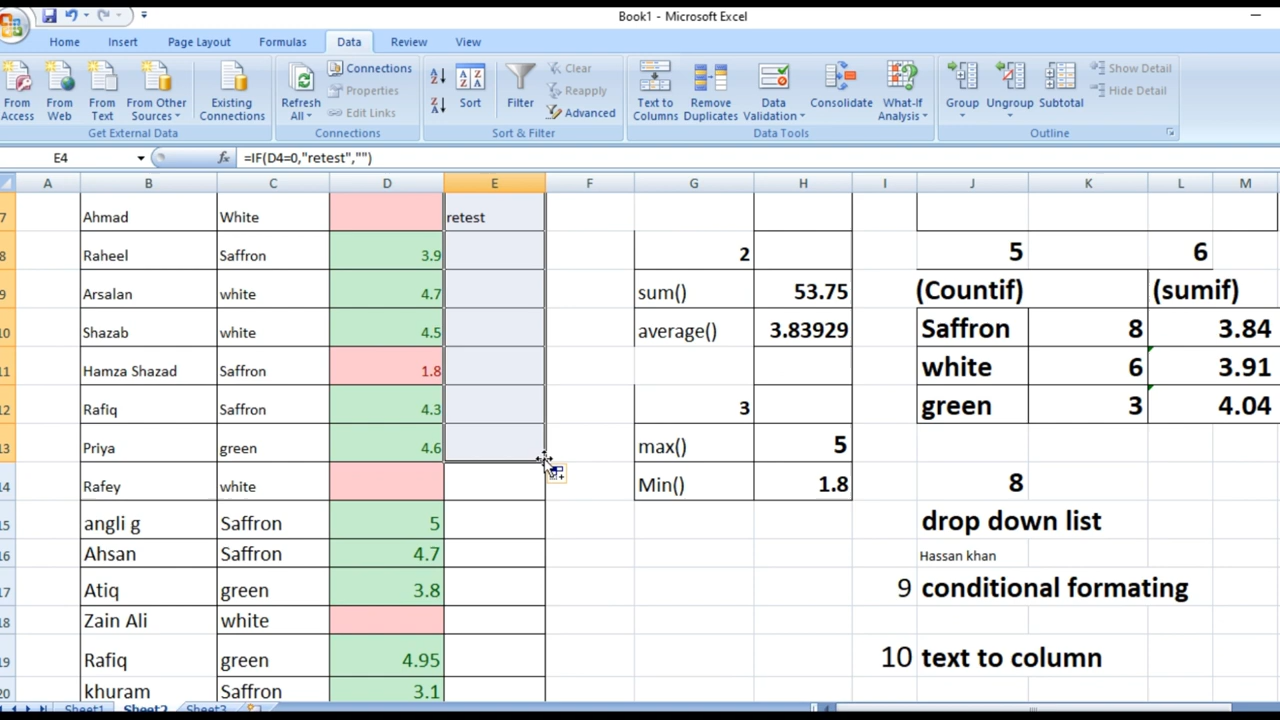 Book1 - Microsoft Excel
Home Insert Page Layout Formulas Data Review View
From Access
From Web
From Text
From Other Sources
Existing Connections
Get External Data
Refresh All
Connections
Properties
Edit Links
Connections
A Z
Z A
Sort
Filter
Clear
Reapply
Advanced
Sort & Filter
Text to Columns
Remove Duplicates
Data Validation
Consolidate
What-If Analysis
Data Tools
Group
Ungroup
Subtotal
Show Detail
Hide Detail
Outline
E4 fx =IF(D4=0,"retest","")
A B C D E F G H I J K L M
7 Ahmad White retest
8 Raheel Saffron 3.9 2 5 6
9 Arsalan white 4.7 sum() 53.75 (Countif) (sumif)
10 Shazab white 4.5 average() 3.83929 Saffron 8 3.84
11 Hamza Shazad Saffron 1.8 white 6 3.91
12 Rafiq Saffron 4.3 3 green 3 4.04
13 Priya green 4.6 max() 5
14 Rafey white Min() 1.8 8
15 angli g Saffron 5 drop down list
16 Ahsan Saffron 4.7 Hassan khan
17 Atiq green 3.8 9 conditional formating
18 Zain Ali white
19 Rafiq green 4.95 10 text to column
20 khuram Saffron 3.1
Sheet1 Sheet2 Sheet3